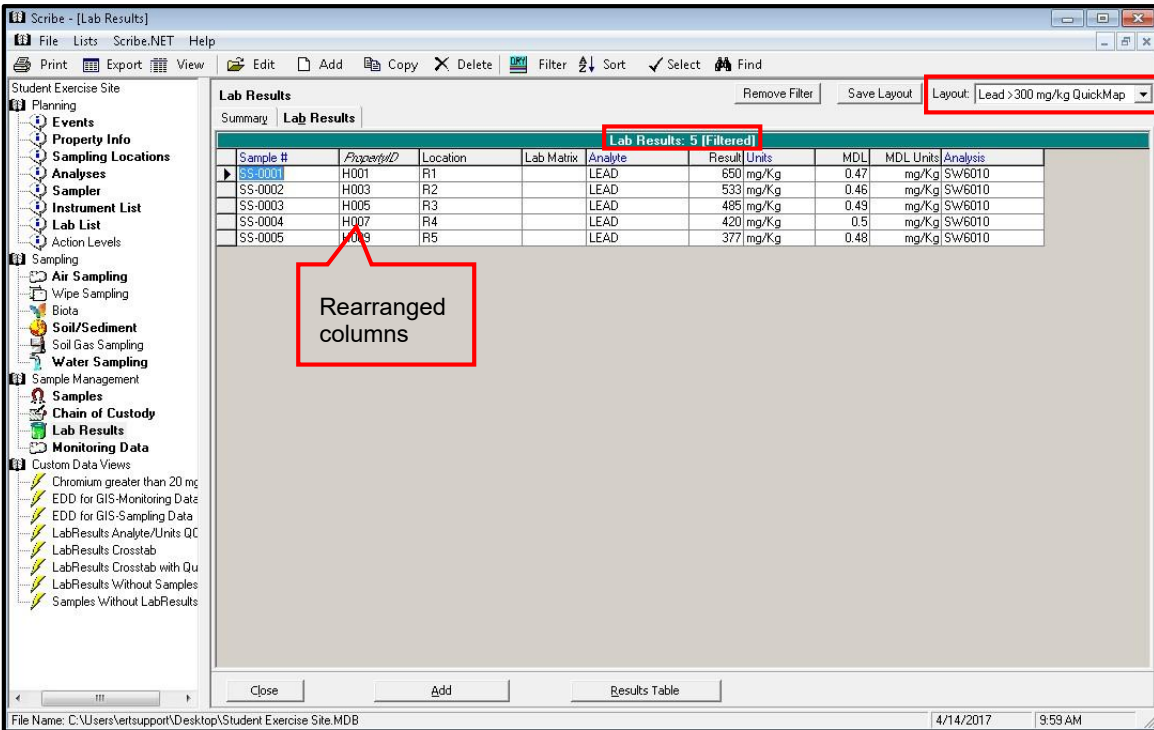 Scribe - [Lab Results]
File Lists Scribe.NET Help
Print Export View Edit Add Copy Delete DRY Filter Sort Select Find
Student Exercise Site
Planning
Events
Property Info
Sampling Locations
Analyses
Sampler
Instrument List
Lab List
Action Levels
Sampling
Air Sampling
Wipe Sampling
Biota
Soil/Sediment
Soil Gas Sampling
Water Sampling
Sample Management
Samples
Chain of Custody
Lab Results
Monitoring Data
Custom Data Views
Chromium greater than 20 mg
EDD for GIS-Monitoring Data
EDD for GIS-Sampling Data
LabResults Analyte/Units QC
LabResults Crosstab
LabResults Crosstab with Qu
LabResults Without Samples
Samples Without LabResults
Lab Results Remove Filter Save Layout Layout: Lead >300 mg/kg QuickMap
Summary Lab Results
Lab Results: 5 [Filtered]
Sample # PropertyID Location Lab Matrix Analyte Result Units MDL MDL Units Analysis
SS-0001 H001 R1 LEAD 650 mg/Kg 0.47 mg/Kg SW6010
SS-0002 H003 R2 LEAD 533 mg/Kg 0.46 mg/Kg SW6010
SS-0003 H005 R3 LEAD 485 mg/Kg 0.49 mg/Kg SW6010
SS-0004 H007 R4 LEAD 420 mg/Kg 0.5 mg/Kg SW6010
SS-0005 H009 R5 LEAD 377 mg/Kg 0.48 mg/Kg SW6010
Rearranged
columns
Close Add Results Table
File Name: C:\Users\ertsupport\Desktop\Student Exercise Site.MDB 4/14/2017 9:59 AM